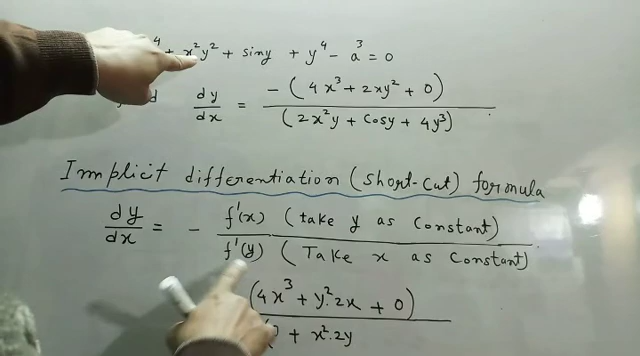 ⁴ + x²y² + siny + y⁴ - a³ = 0
d dy/dx = -(4x³ + 2xy² + 0) / (2x²y + Cosy + 4y³)
Implicit differentiation (short-cut) formula
dy/dx = - f'(x) (take y as constant) / f'(y) (Take x as constant)
(4x³ + y².2x + 0) / + x².2y